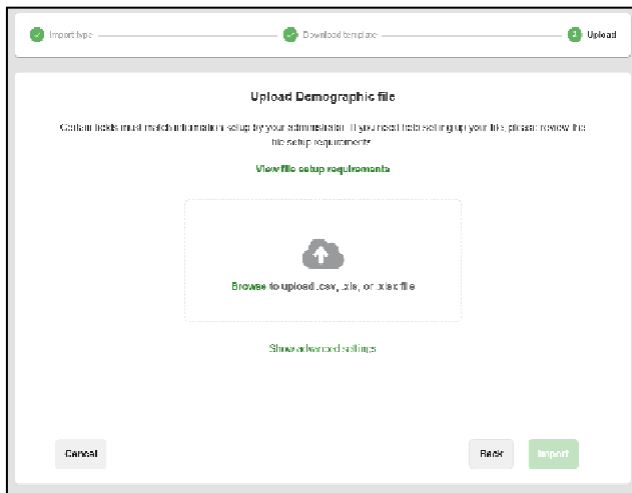 Import type
Download template
3 Upload
Upload Demographic file
Certain fields must match information setup by your administrator. If you need help setting up your file, please review the
file setup requirements
View file setup requirements
Browse to upload .csv, .xls, or .xlsx file
Show advanced settings
Cancel
Back
Import